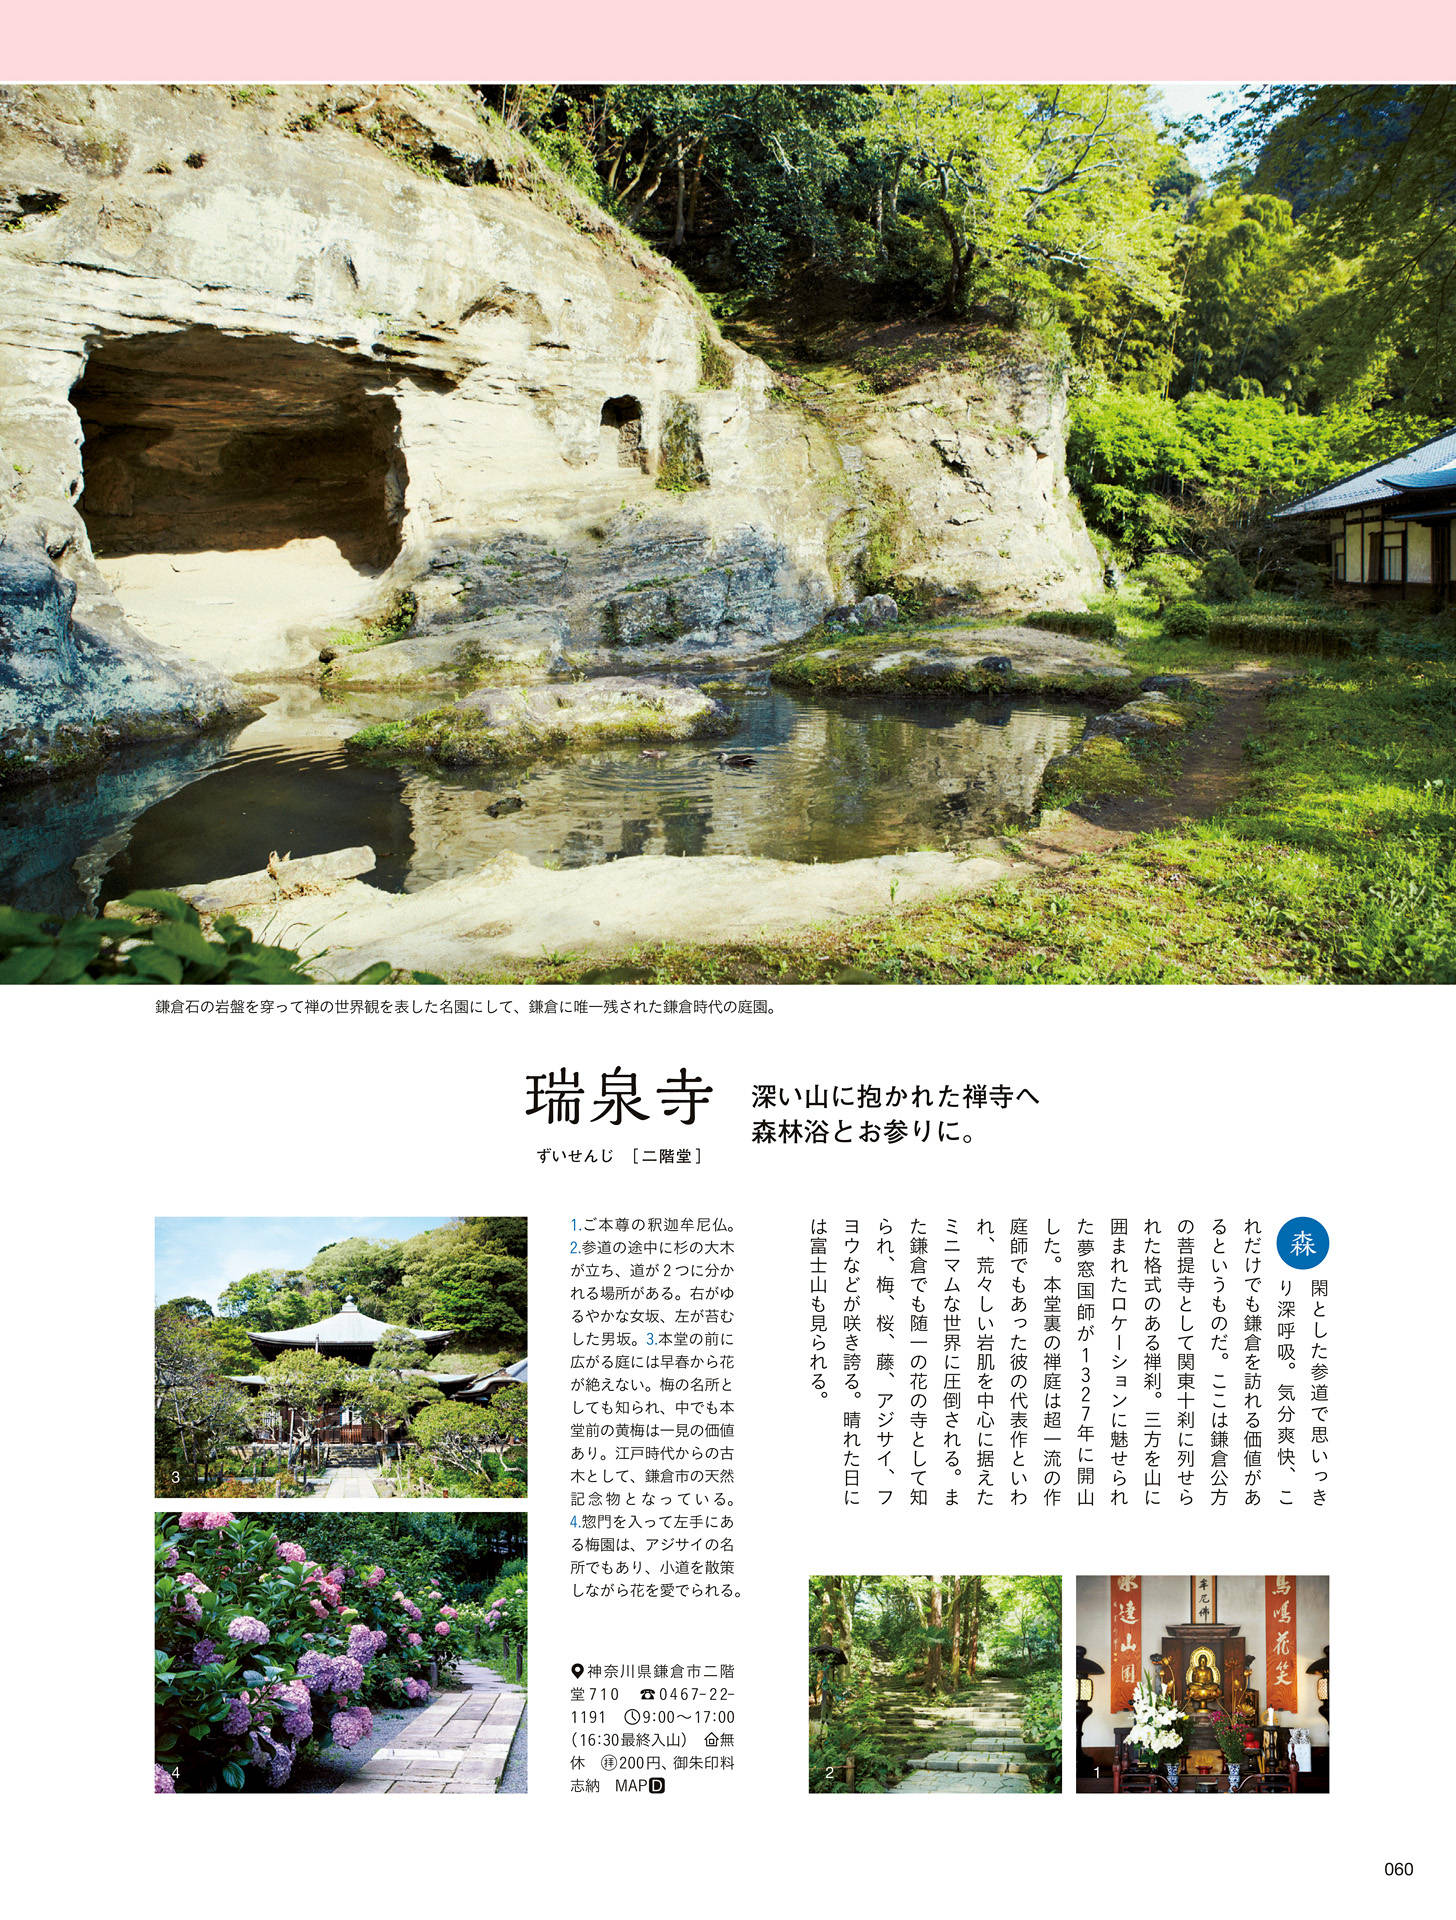 鎌倉石の岩盤を穿って禅の世界観を表した名園にして、鎌倉に唯一残された鎌倉時代の庭園。
瑞泉寺
ずいせんじ ［二階堂］
深い山に抱かれた禅寺へ
森林浴とお参りに。
森閑とした参道で思いっき
り深呼吸。気分爽快、こ
れだけでも鎌倉を訪れる価値があ
るというものだ。ここは鎌倉公方
の菩提寺として関東十刹に列せら
れた格式のある禅刹。三方を山に
囲まれたロケーションに魅せられ
た夢窓国師が1327年に開山
した。本堂裏の禅庭は超一流の作
庭師でもあった彼の代表作といわ
れ、荒々しい岩肌を中心に据えた
ミニマムな世界に圧倒される。ま
た鎌倉でも随一の花の寺として知
られ、梅、桜、藤、アジサイ、フ
ヨウなどが咲き誇る。晴れた日に
は富士山も見られる。
1.ご本尊の釈迦牟尼仏。
2.参道の途中に杉の大木
が立ち、道が2つに分か
れる場所がある。右がゆ
るやかな女坂、左が苔む
した男坂。3.本堂の前に
広がる庭には早春から花
が絶えない。梅の名所と
しても知られ、中でも本
堂前の黄梅は一見の価値
あり。江戸時代からの古
木として、鎌倉市の天然
記念物となっている。
4.惣門を入って左手にあ
る梅園は、アジサイの名
所でもあり、小道を散策
しながら花を愛でられる。
神奈川県鎌倉市二階
堂710 ☎0467-22-
1191 9:00〜17:00
（16:30最終入山） 無
休 拝200円、御朱印料
志納 MAP D
3
4
2
1
牟尼佛
達山園
鳴花笑
060